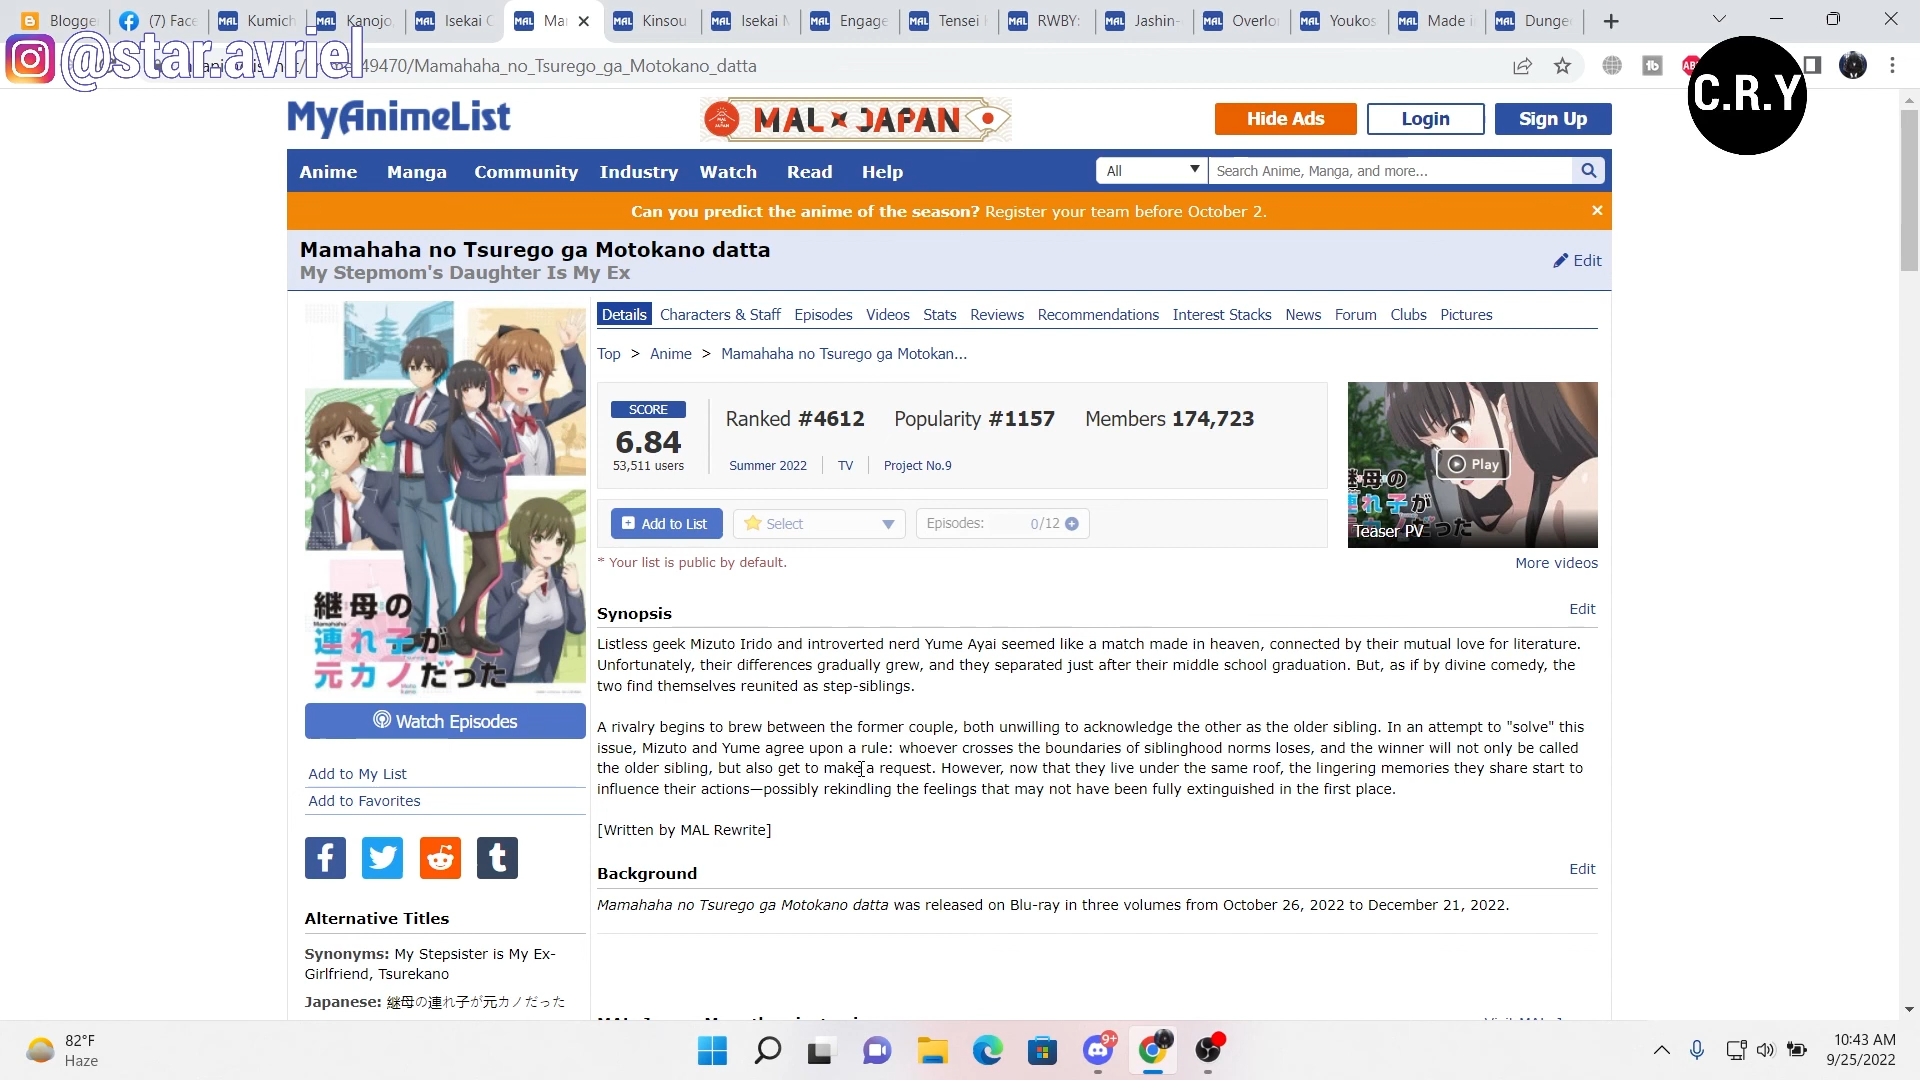 Blogger
(7) Face
Kumich
Kanojo,
Isekai O
Mar
Kinsou
Isekai M
Engage
Tensei
RWBY:
Jashin-
Overlor
Youkos
Made i
Dunge
@star.avriel
49470/Mamahaha_no_Tsurego_ga_Motokano_datta
C.R.Y
MyAnimeList
MAL x JAPAN
Hide Ads
Login
Sign Up
Anime Manga Community Industry Watch Read Help
All
Search Anime, Manga, and more...
Can you predict the anime of the season? Register your team before October 2.
Mamahaha no Tsurego ga Motokano datta
My Stepmom's Daughter Is My Ex
Edit
Details Characters & Staff Episodes Videos Stats Reviews Recommendations Interest Stacks News Forum Clubs Pictures
Top > Anime > Mamahaha no Tsurego ga Motokan...
SCORE
6.84
53,511 users
Ranked #4612 Popularity #1157 Members 174,723
Summer 2022 TV Project No.9
Add to List
Select
Episodes: 0/12
* Your list is public by default.
Play
継母の
連れ子が
元カノだった
Teaser PV
More videos
Synopsis
Edit
Listless geek Mizuto Irido and introverted nerd Yume Ayai seemed like a match made in heaven, connected by their mutual love for literature.
Unfortunately, their differences gradually grew, and they separated just after their middle school graduation. But, as if by divine comedy, the
two find themselves reunited as step-siblings.
A rivalry begins to brew between the former couple, both unwilling to acknowledge the other as the older sibling. In an attempt to "solve" this
issue, Mizuto and Yume agree upon a rule: whoever crosses the boundaries of siblinghood norms loses, and the winner will not only be called
the older sibling, but also get to make a request. However, now that they live under the same roof, the lingering memories they share start to
influence their actions—possibly rekindling the feelings that may not have been fully extinguished in the first place.
[Written by MAL Rewrite]
Background
Edit
Mamahaha no Tsurego ga Motokano datta was released on Blu-ray in three volumes from October 26, 2022 to December 21, 2022.
継母の
Mamahaha
連れ子が
元カノだった
Watch Episodes
Add to My List
Add to Favorites
Alternative Titles
Synonyms: My Stepsister is My Ex-
Girlfriend, Tsurekano
Japanese: 継母の連れ子が元カノだった
82°F
Haze
9+
10:43 AM
9/25/2022